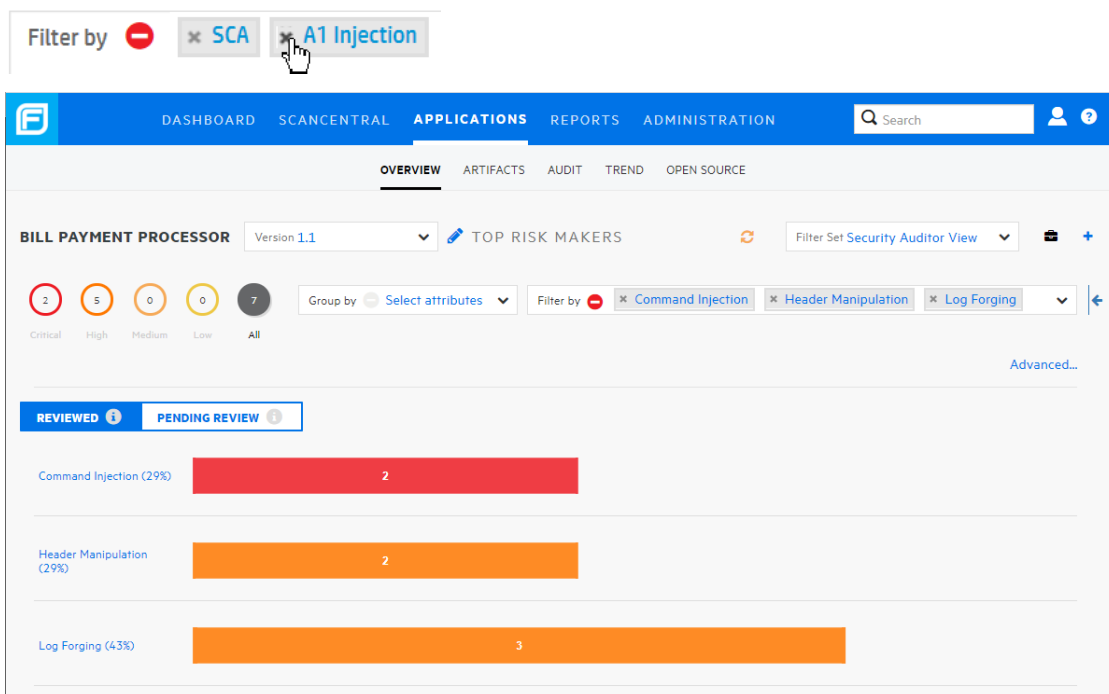 Filter by SCA A1 Injection
DASHBOARD SCANCENTRAL APPLICATIONS REPORTS ADMINISTRATION Search
OVERVIEW ARTIFACTS AUDIT TREND OPEN SOURCE
BILL PAYMENT PROCESSOR Version 1.1 TOP RISK MAKERS Filter Set Security Auditor View
2 5 0 0 7 Group by Select attributes Filter by Command Injection Header Manipulation Log Forging
Critical High Medium Low All
Advanced...
REVIEWED PENDING REVIEW
Command Injection (29%) 2
Header Manipulation
(29%) 2
Log Forging (43%) 3